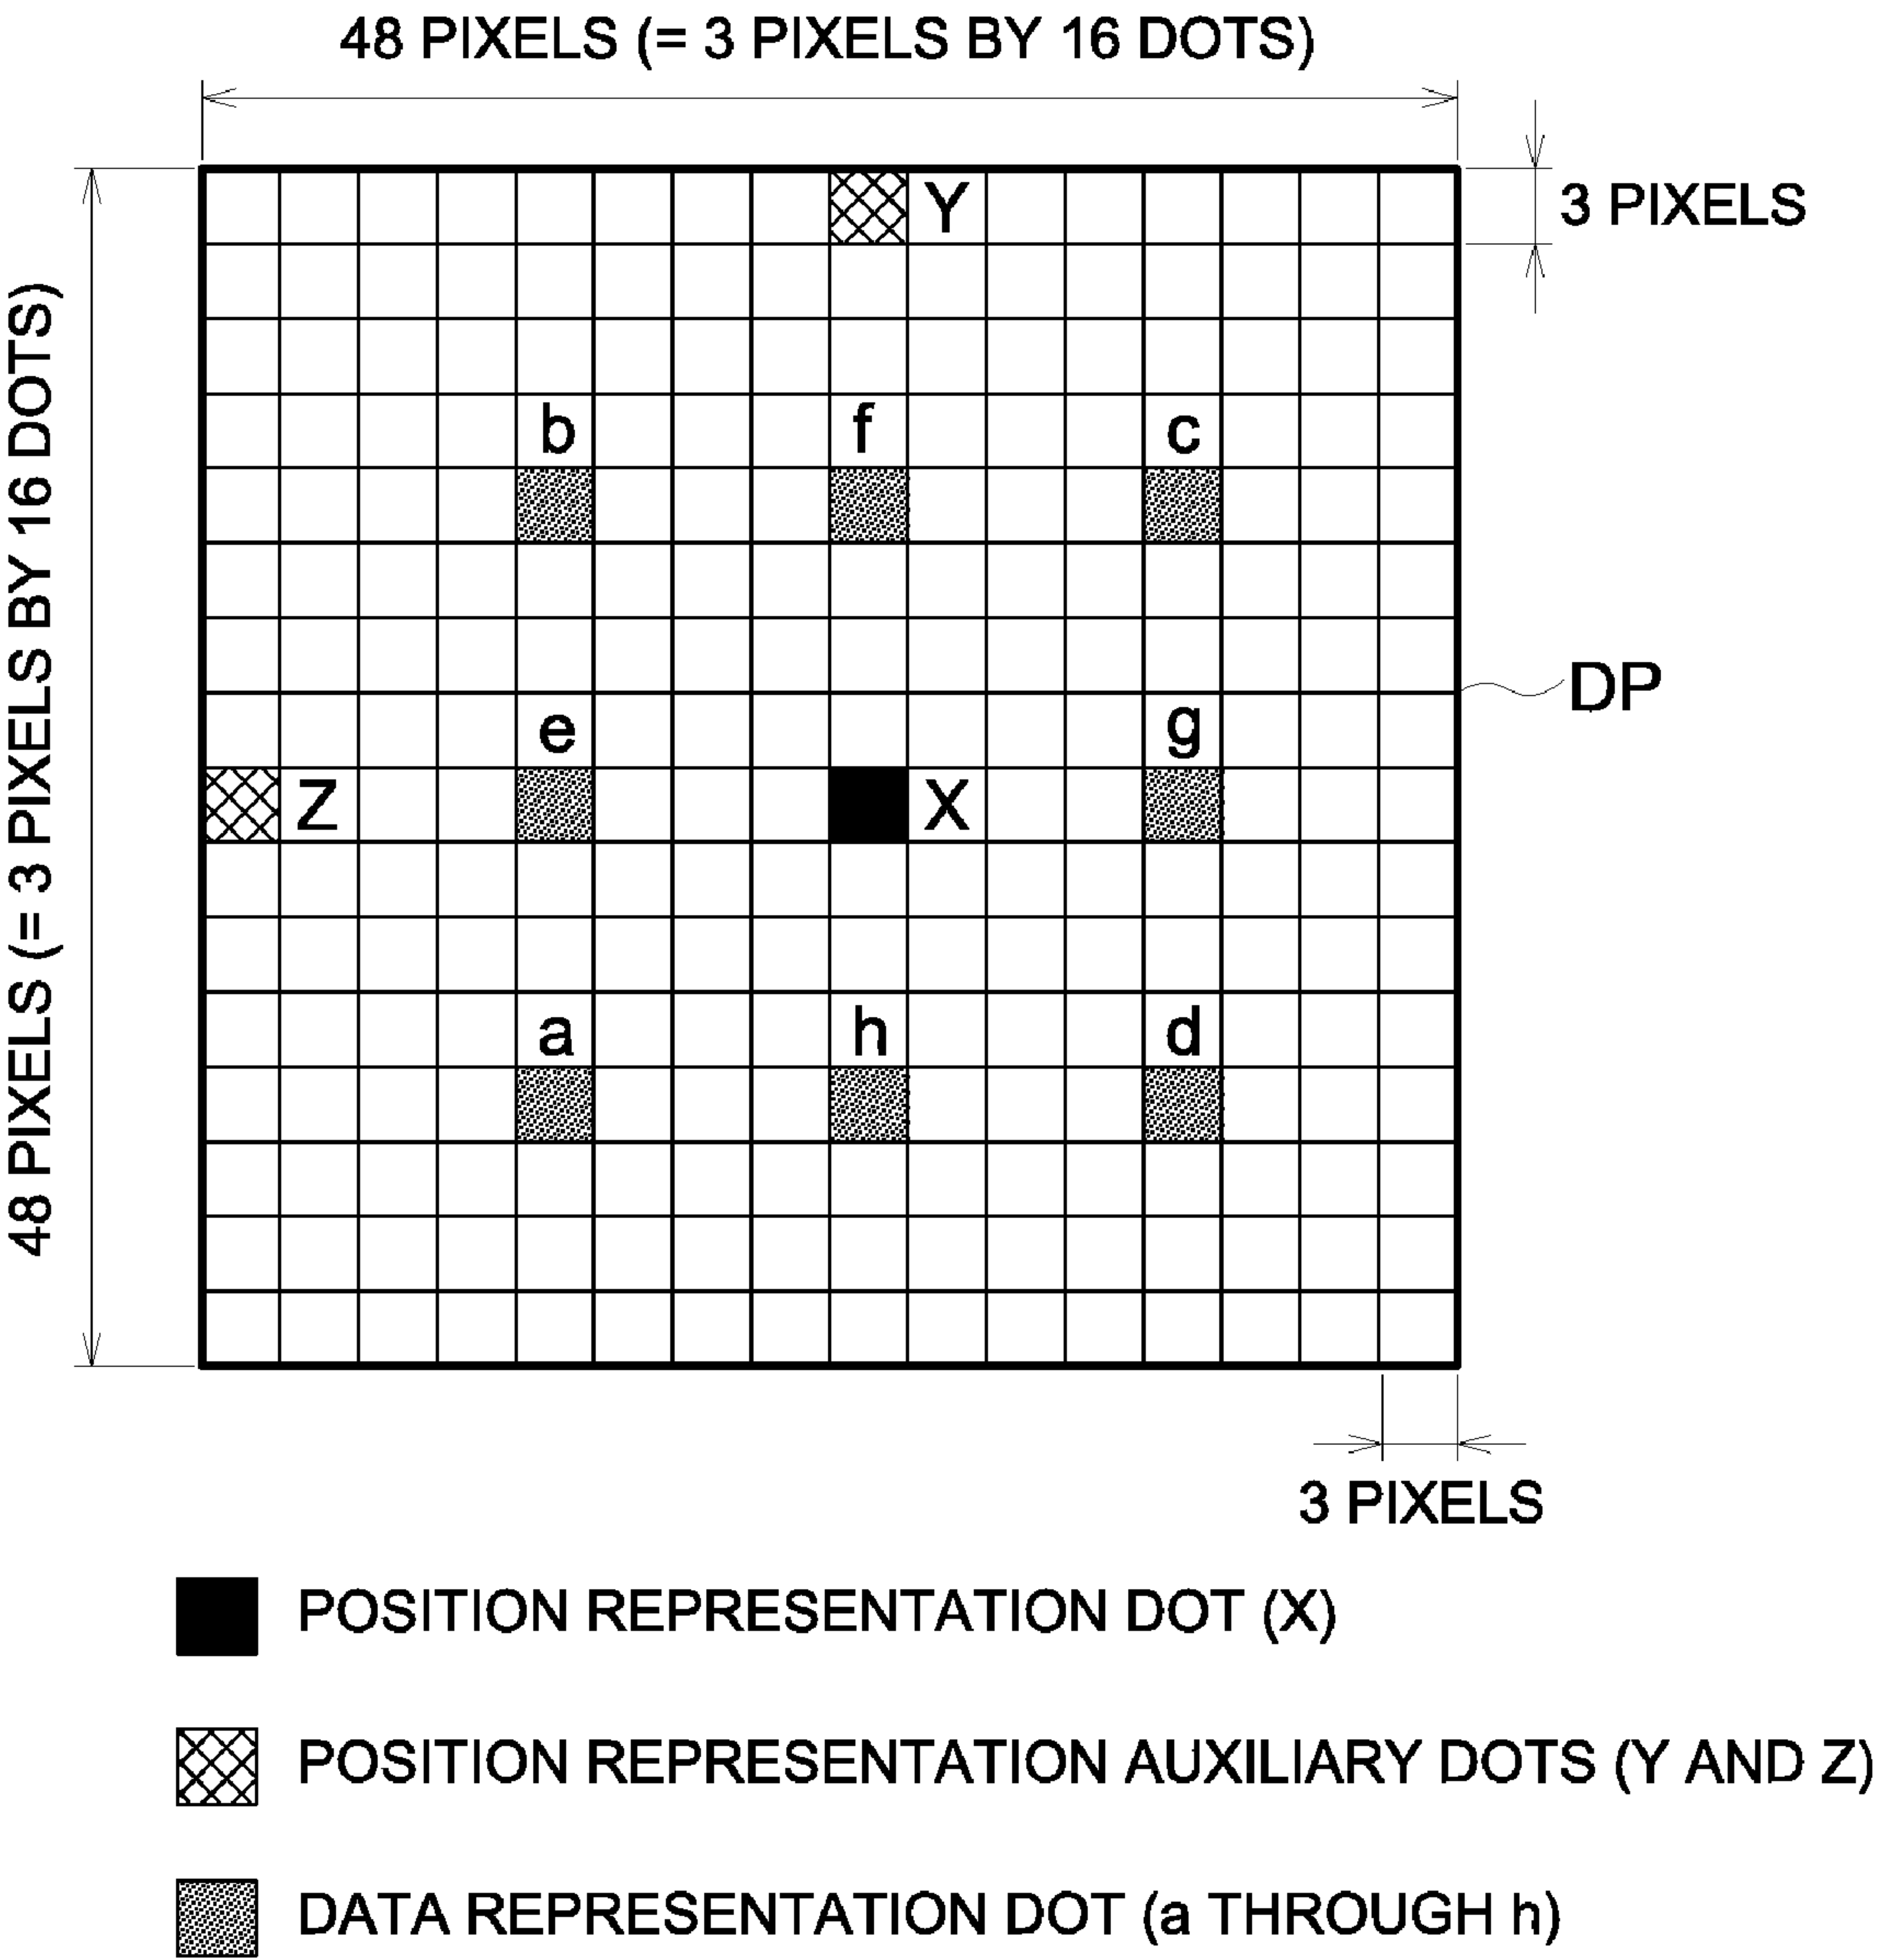 48 PIXELS (= 3 PIXELS BY 16 DOTS)
3 PIXELS
48 PIXELS (= 3 PIXELS BY 16 DOTS)
Y
b
f
c
DP
e
g
Z
X
a
h
d
3 PIXELS
POSITION REPRESENTATION DOT (X)
POSITION REPRESENTATION AUXILIARY DOTS (Y AND Z)
DATA REPRESENTATION DOT (a THROUGH h)